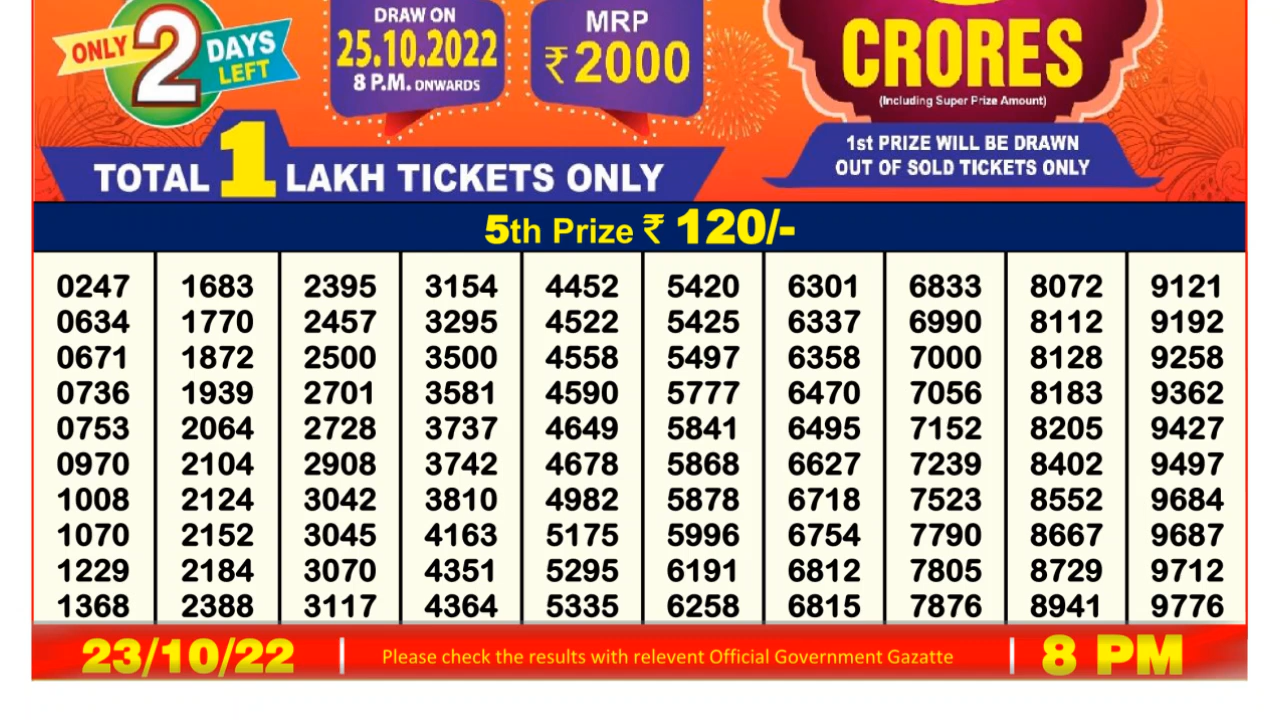 ONLY 2 DAYS LEFT
DRAW ON
25.10.2022
8 P.M. ONWARDS
MRP
₹2000
CRORES
(Including Super Prize Amount)
1st PRIZE WILL BE DRAWN
OUT OF SOLD TICKETS ONLY
TOTAL 1 LAKH TICKETS ONLY
5th Prize ₹ 120/-
0247 1683 2395 3154 4452 5420 6301 6833 8072 9121
0634 1770 2457 3295 4522 5425 6337 6990 8112 9192
0671 1872 2500 3500 4558 5497 6358 7000 8128 9258
0736 1939 2701 3581 4590 5777 6470 7056 8183 9362
0753 2064 2728 3737 4649 5841 6495 7152 8205 9427
0970 2104 2908 3742 4678 5868 6627 7239 8402 9497
1008 2124 3042 3810 4982 5878 6718 7523 8552 9684
1070 2152 3045 4163 5175 5996 6754 7790 8667 9687
1229 2184 3070 4351 5295 6191 6812 7805 8729 9712
1368 2388 3117 4364 5335 6258 6815 7876 8941 9776
23/10/22 | Please check the results with relevent Official Government Gazatte | 8 PM